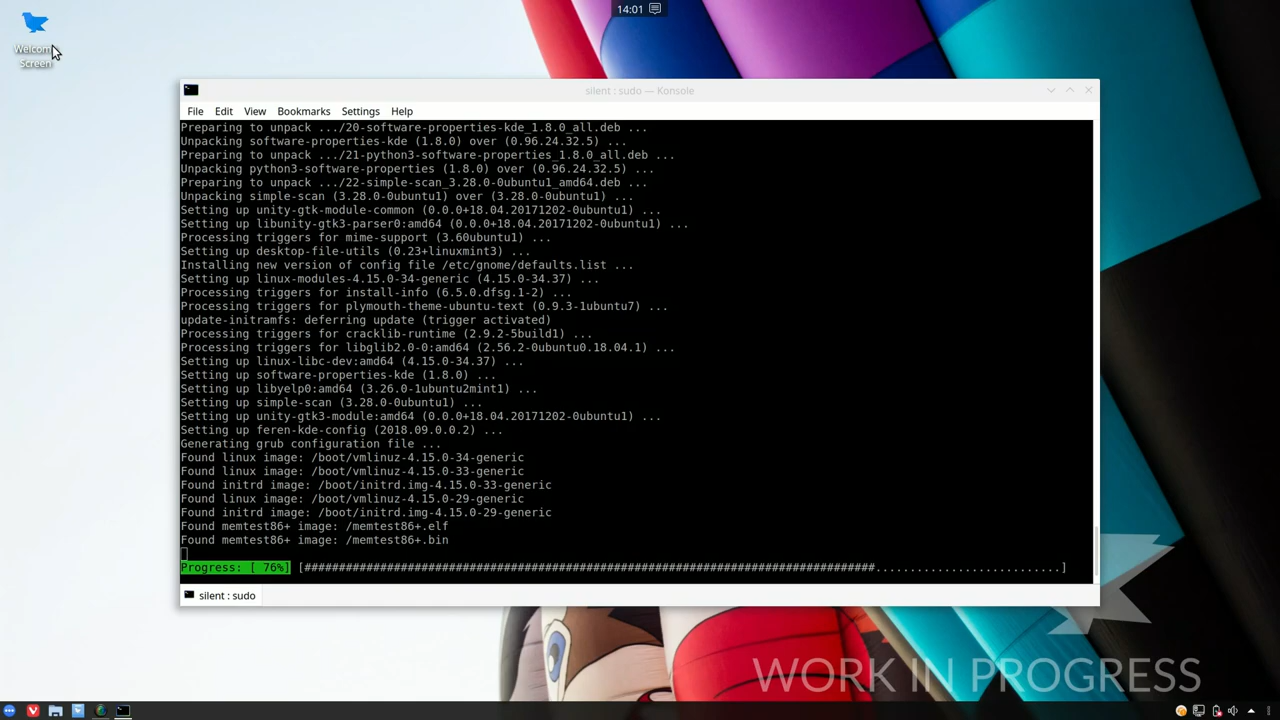 14:01
Welcome
Screen
silent : sudo — Konsole
File Edit View Bookmarks Settings Help
Preparing to unpack .../20-software-properties-kde_1.8.0_all.deb ...
Unpacking software-properties-kde (1.8.0) over (0.96.24.32.5) ...
Preparing to unpack .../21-python3-software-properties_1.8.0_all.deb ...
Unpacking python3-software-properties (1.8.0) over (0.96.24.32.5) ...
Preparing to unpack .../22-simple-scan_3.28.0-0ubuntu1_amd64.deb ...
Unpacking simple-scan (3.28.0-0ubuntu1) over (3.28.0-0ubuntu1) ...
Setting up unity-gtk-module-common (0.0.0+18.04.20171202-0ubuntu1) ...
Setting up libunity-gtk3-parser0:amd64 (0.0.0+18.04.20171202-0ubuntu1) ...
Processing triggers for mime-support (3.60ubuntu1) ...
Setting up desktop-file-utils (0.23+linuxmint3) ...
Installing new version of config file /etc/gnome/defaults.list ...
Setting up linux-modules-4.15.0-34-generic (4.15.0-34.37) ...
Processing triggers for install-info (6.5.0.dfsg.1-2) ...
Processing triggers for plymouth-theme-ubuntu-text (0.9.3-1ubuntu7) ...
update-initramfs: deferring update (trigger activated)
Processing triggers for cracklib-runtime (2.9.2-5build1) ...
Processing triggers for libglib2.0-0:amd64 (2.56.2-0ubuntu0.18.04.1) ...
Setting up linux-libc-dev:amd64 (4.15.0-34.37) ...
Setting up software-properties-kde (1.8.0) ...
Setting up libyelp0:amd64 (3.26.0-1ubuntu2mint1) ...
Setting up simple-scan (3.28.0-0ubuntu1) ...
Setting up unity-gtk3-module:amd64 (0.0.0+18.04.20171202-0ubuntu1) ...
Setting up feren-kde-config (2018.09.0.0.2) ...
Generating grub configuration file ...
Found linux image: /boot/vmlinuz-4.15.0-34-generic
Found linux image: /boot/vmlinuz-4.15.0-33-generic
Found initrd image: /boot/initrd.img-4.15.0-33-generic
Found linux image: /boot/vmlinuz-4.15.0-29-generic
Found initrd image: /boot/initrd.img-4.15.0-29-generic
Found memtest86+ image: /memtest86+.elf
Found memtest86+ image: /memtest86+.bin
Progress: [ 76%] [###################################################################################...........................]
silent : sudo
WORK IN PROGRESS